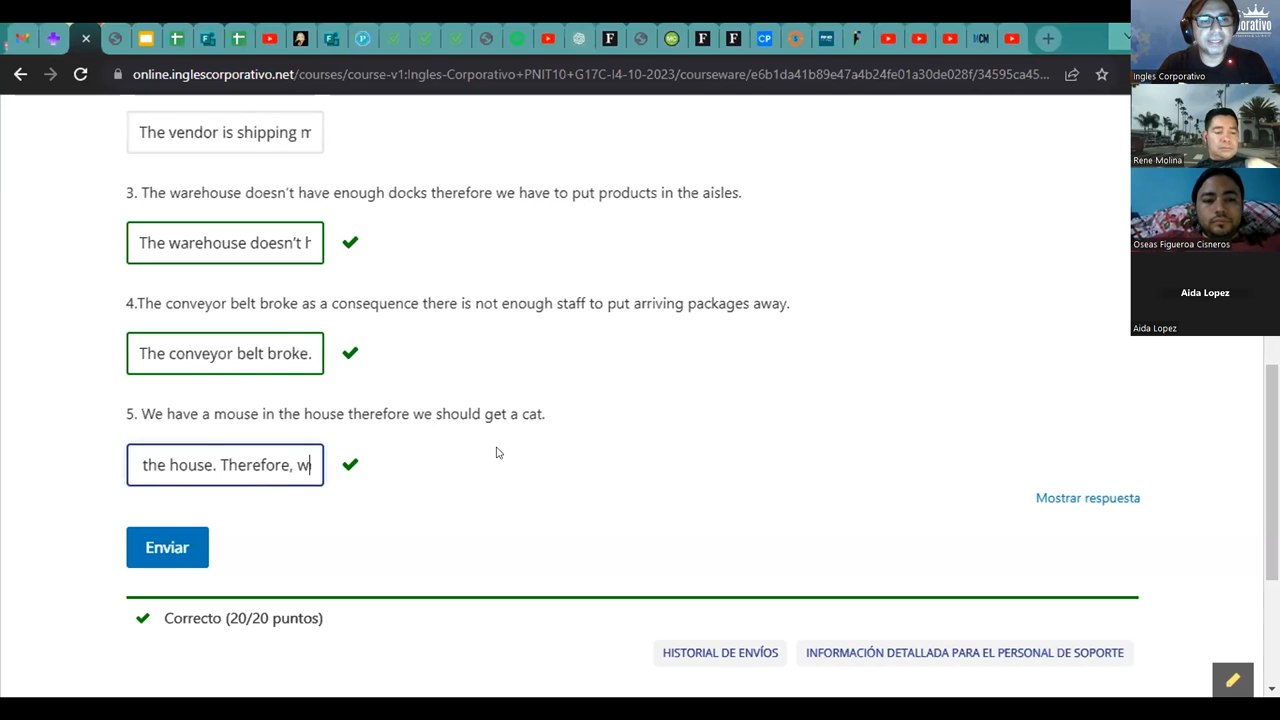 online.inglescorporativo.net/courses/course-v1:Ingles-Corporativo+PNIT10+G17C-I4-10-2023/courseware/e6b1da41b89e47a4b24fe01a30de028f/34595ca45...
orporativo
Ingles Corporativo
The vendor is shipping m
Rene Molina
3. The warehouse doesn't have enough docks therefore we have to put products in the aisles.
The warehouse doesn't h
Oseas Figueroa Cisneros
4.The conveyor belt broke as a consequence there is not enough staff to put arriving packages away.
Aida Lopez
Aida Lopez
The conveyor belt broke.
5. We have a mouse in the house therefore we should get a cat.
the house. Therefore, w
Mostrar respuesta
Enviar
Correcto (20/20 puntos)
HISTORIAL DE ENVÍOS
INFORMACIÓN DETALLADA PARA EL PERSONAL DE SOPORTE